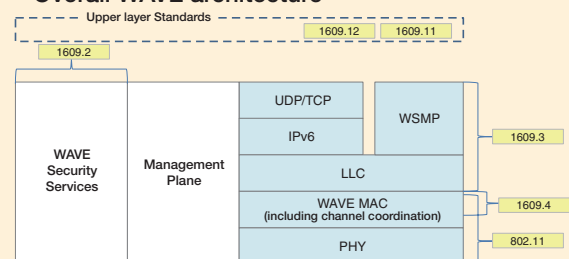 Overall WAVE architecture
Upper layer Standards
1609.12
1609.11
1609.2
UDP/TCP
WSMP
IPv6
1609.3
WAVE
Security
Services
Management
Plane
LLC
WAVE MAC
(including channel coordination)
1609.4
PHY
802.11